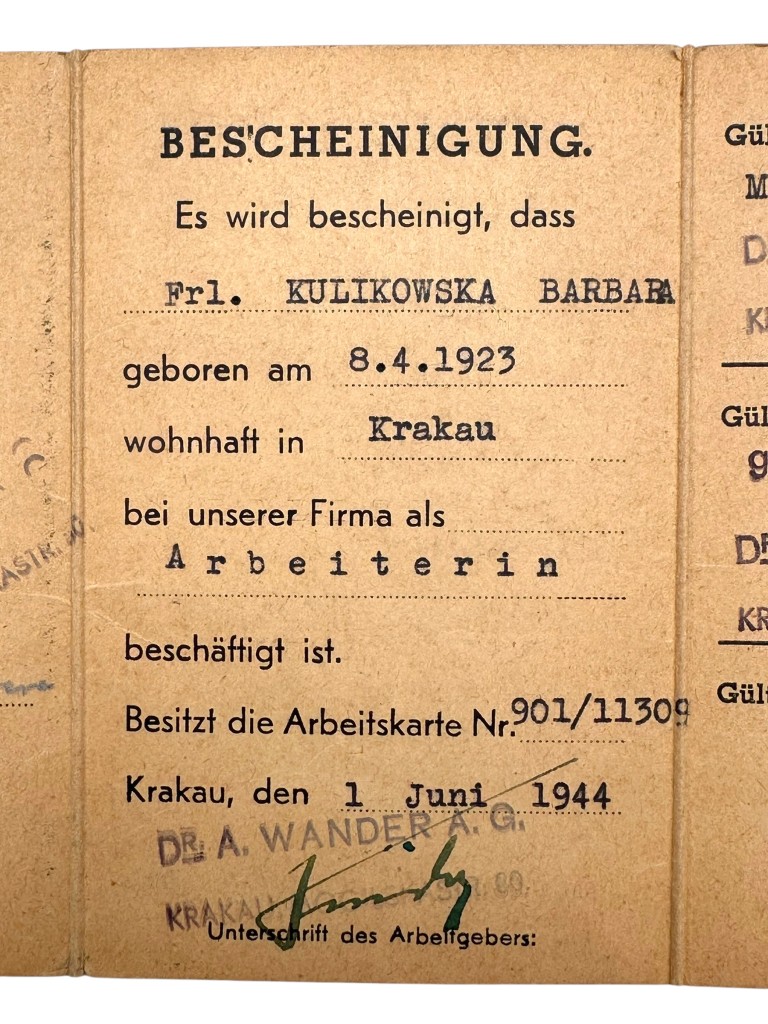 BESCHEINIGUNG.
Es wird bescheinigt, dass
Frl. KULIKOWSKA BARBARA
geboren am 8.4.1923
wohnhaft in Krakau
bei unserer Firma als
Arbeiterin
beschäftigt ist.
Besitzt die Arbeitskarte Nr. 901/11309
Krakau, den 1 Juni 1944
DR. A. WANDER A. G.
KRAKAU
Unterschrift des Arbeitgebers: